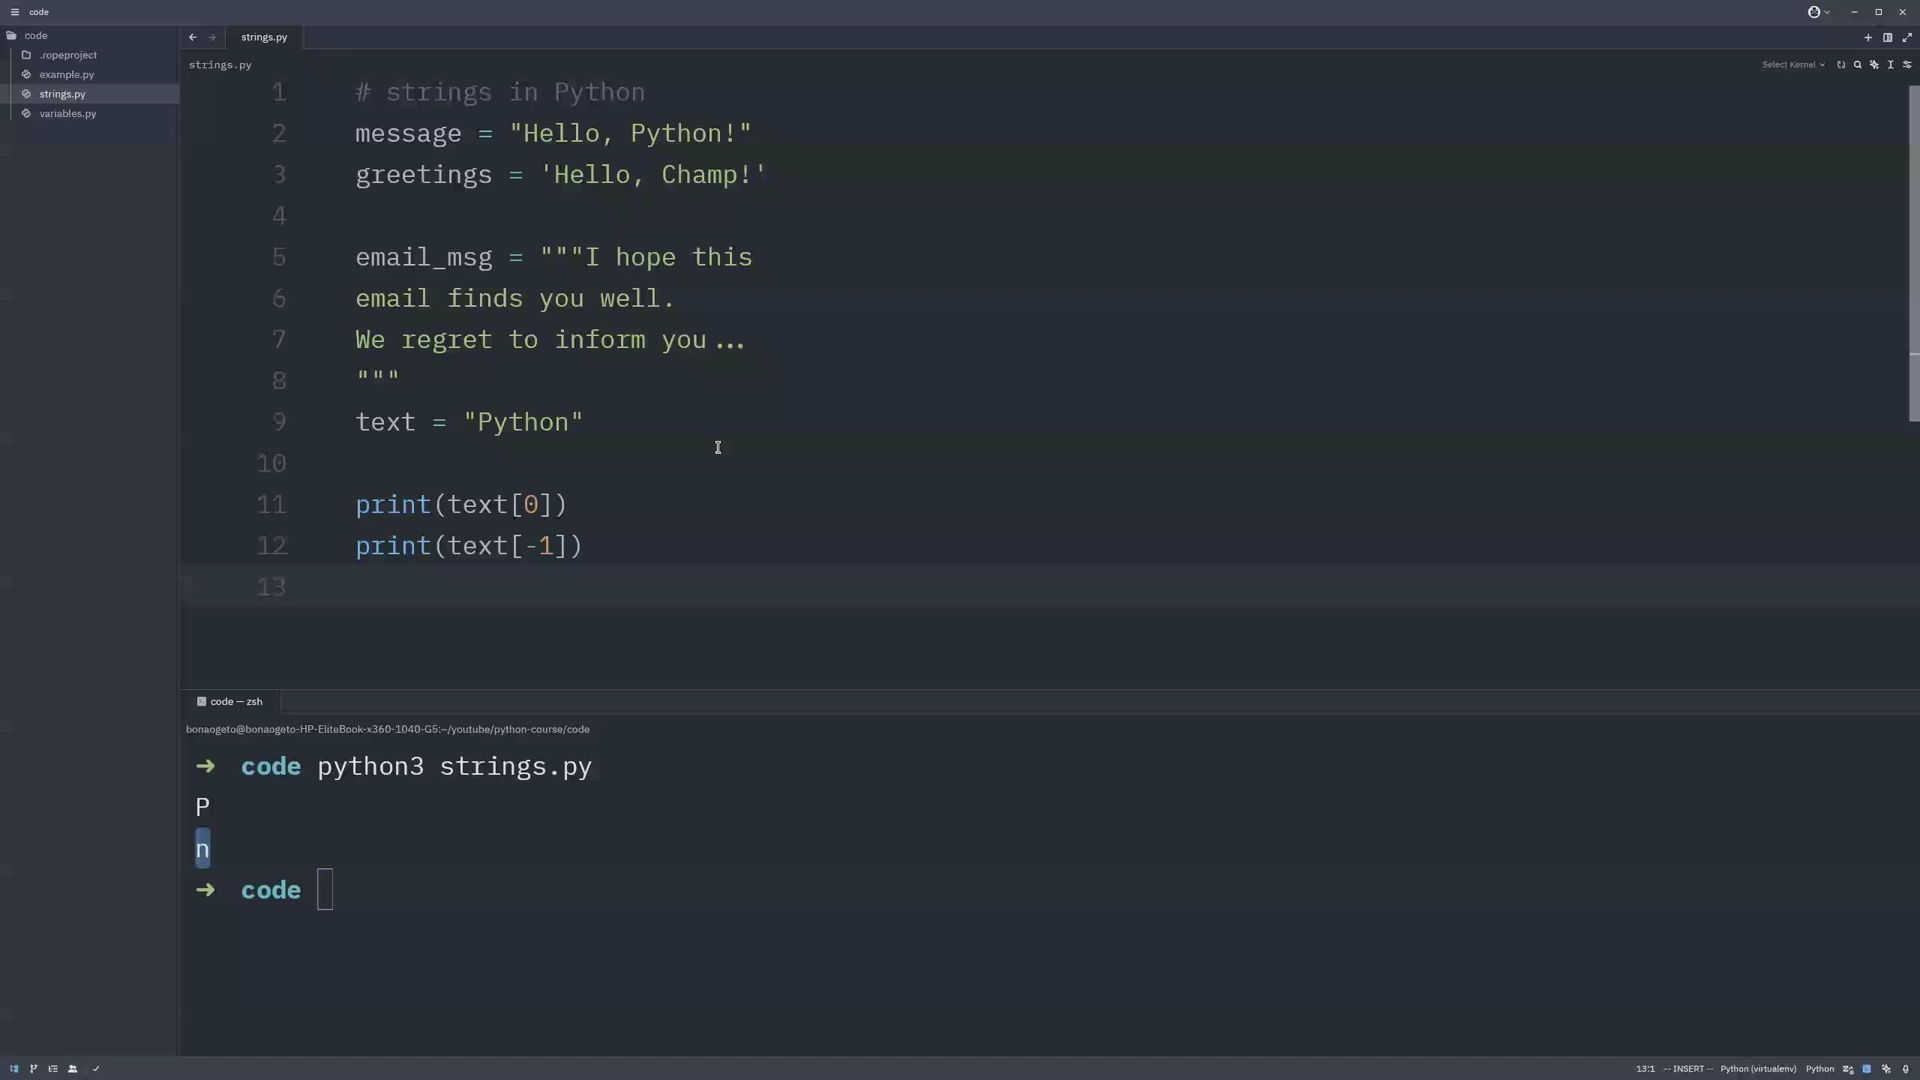 code
code
.ropeproject
example.py
strings.py
variables.py
strings.py
strings.py
Select Kernel
1 # strings in Python
2 message = "Hello, Python!"
3 greetings = 'Hello, Champ!'
4
5 email_msg = """I hope this
6 email finds you well.
7 We regret to inform you...
8 """
9 text = "Python"
10
11 print(text[0])
12 print(text[-1])
13
code — zsh
bonaogeto@bonaogeto-HP-EliteBook-x360-1040-G5:~/youtube/python-course/code
➜ code python3 strings.py
P
n
➜ code
13:1 -- INSERT -- Python (virtualenv) Python